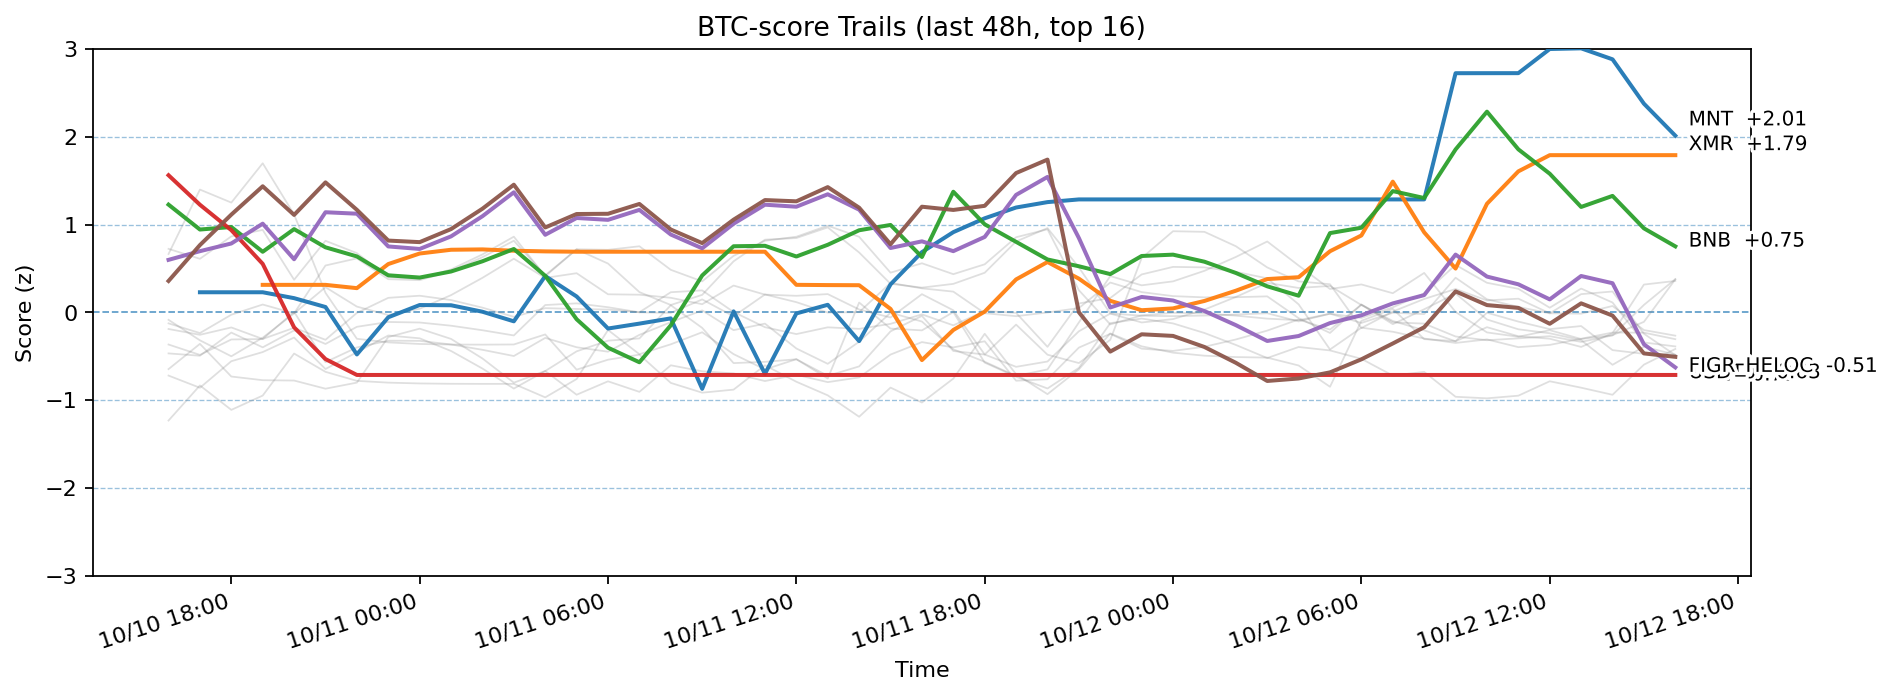 BTC-score Trails (last 48h, top 16)
Score (z)
3
2
1
0
−1
−2
−3
MNT +2.01
XMR +1.79
BNB +0.75
FIGR-HELOC -0.51
10/10 18:00
10/11 00:00
10/11 06:00
10/11 12:00
10/11 18:00
10/12 00:00
10/12 06:00
10/12 12:00
10/12 18:00
Time